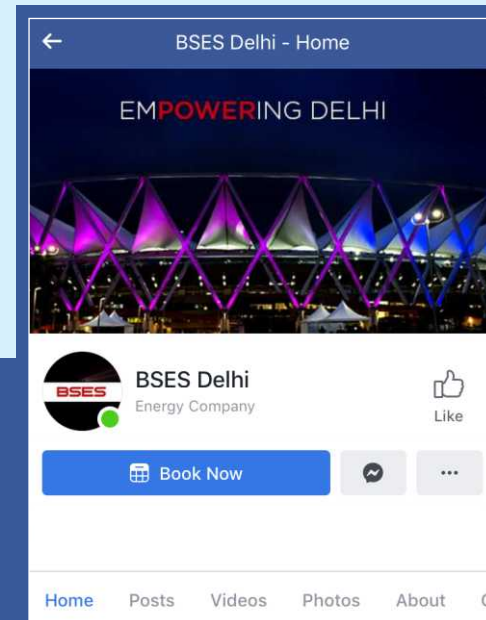 BSES Delhi - Home
EMPOWERING DELHI
BSES
BSES Delhi
Energy Company
Like
Book Now
Home Posts Videos Photos About